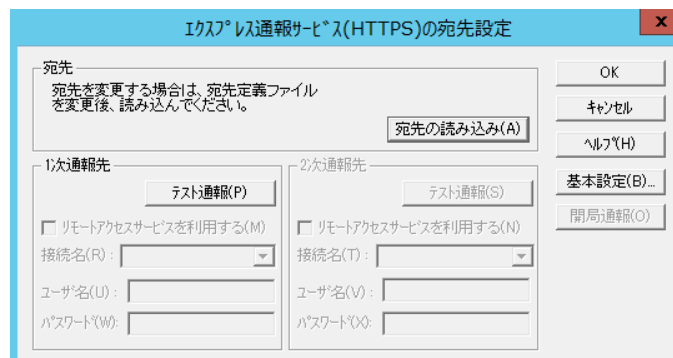 ｴｸｽﾌﾟﾚｽ通報ｻｰﾋﾞｽ(HTTPS)の宛先設定
x
宛先
宛先を変更する場合は、宛先定義ファイル
を変更後、読み込んでください。
宛先の読み込み(A)
OK
ｷｬﾝｾﾙ
ﾍﾙﾌﾟ(H)
基本設定(B)...
開局通報(O)
1次通報先
テスト通報(P)
リモートアクセスサービスを利用する(M)
接続名(R)：
ユーザ名(U)：
パスワード(W):
2次通報先
テスト通報(S)
リモートアクセスサービスを利用する(N)
接続名(T)：
ユーザ名(V)：
パスワード(X):